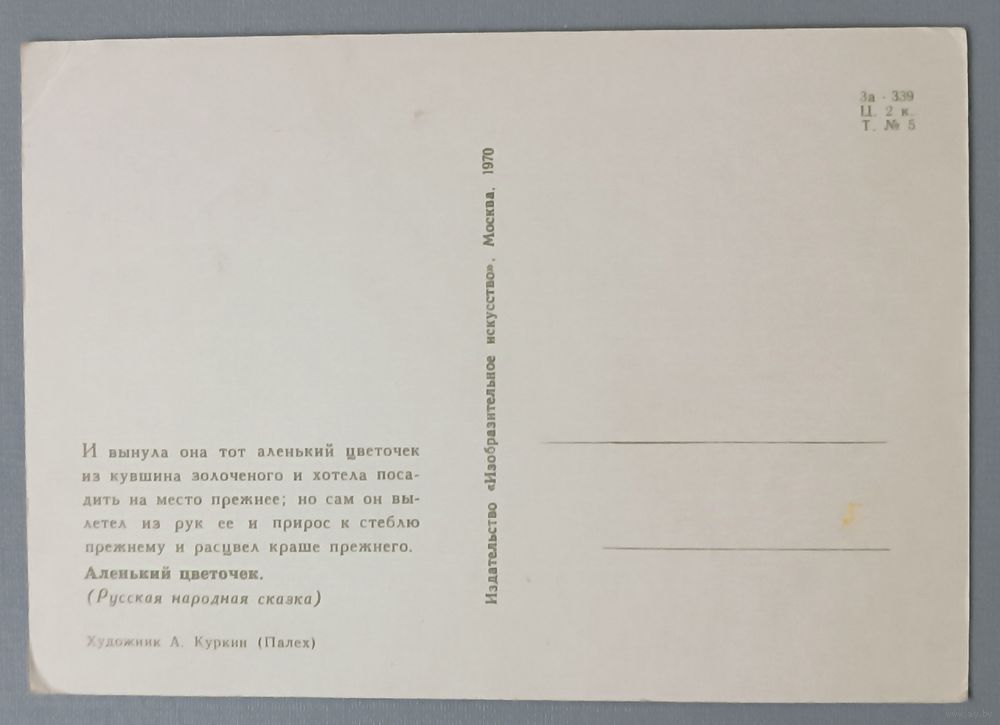 За - 339
Ц. 2 к.
Т. № 5
Издательство «Изобразительное искусство». Москва. 1970
И вынула она тот аленький цветочек
из кувшина золоченого и хотела поса-
дить на место прежнее; но сам он вы-
летел из рук ее и прирос к стеблю
прежнему и расцвел краше прежнего.
Аленький цветочек.
(Русская народная сказка)
Художник А. Куркин (Палех)